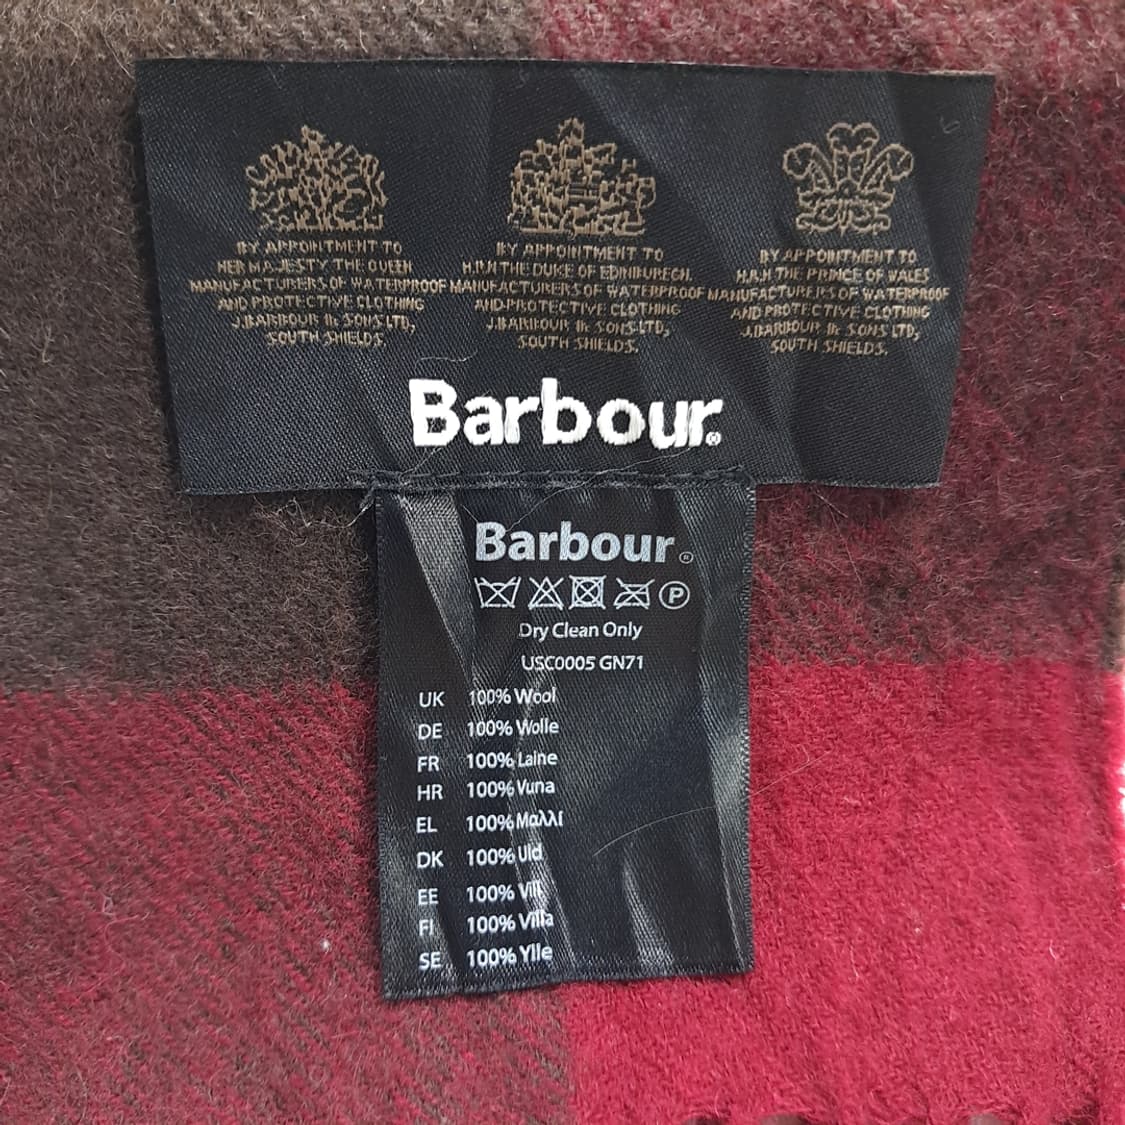 BY APPOINTMENT TO
HER MAJESTY THE QUEEN
MANUFACTURERS OF WATERPROOF
AND PROTECTIVE CLOTHING
J.BARBOUR & SONS LTD,
SOUTH SHIELDS.
BY APPOINTMENT TO
H.R.H THE DUKE OF EDINBURGH.
MANUFACTURERS OF WATERPROOF
AND PROTECTIVE CLOTHING
J.BARBOUR & SONS LTD,
SOUTH SHIELDS.
BY APPOINTMENT TO
H.R.H THE PRINCE OF WALES
MANUFACTURERS OF WATERPROOF
AND PROTECTIVE CLOTHING
J.BARBOUR & SONS LTD,
SOUTH SHIELDS.
Barbour®
Barbour®
P
Dry Clean Only
USC0005 GN71
UK 100% Wool
DE 100% Wolle
FR 100% Laine
HR 100% Vuna
EL 100% Μαλλί
DK 100% Uld
EE 100% Vill
FI 100% Villa
SE 100% Ylle